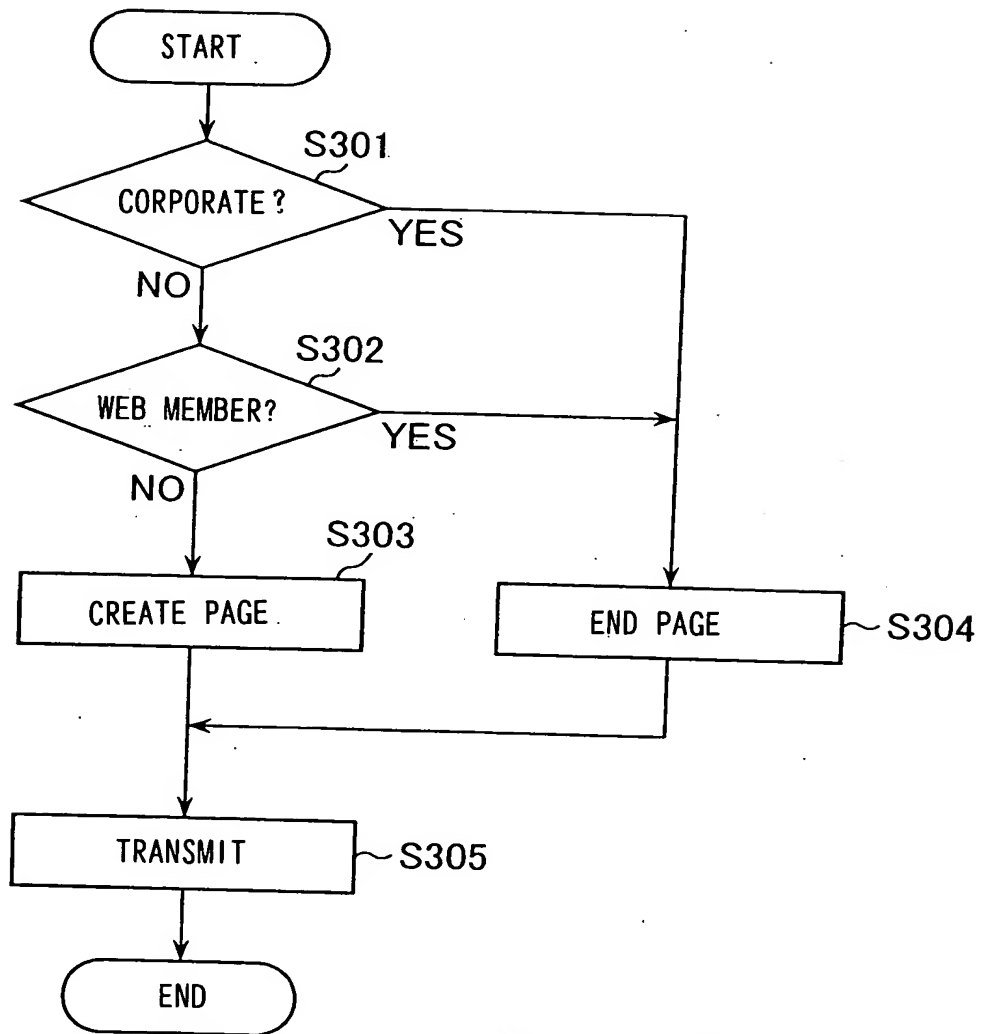 START
S301
CORPORATE?
YES
NO
S302
WEB MEMBER?
YES
NO
S303
CREATE PAGE
END PAGE
S304
TRANSMIT
S305
END